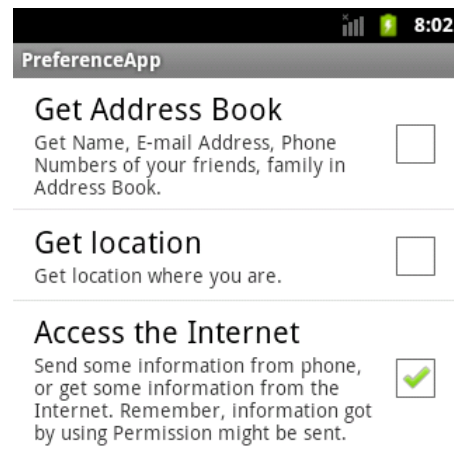 8:02
PreferenceApp
Get Address Book
Get Name, E-mail Address, Phone
Numbers of your friends, family in
Address Book.
Get location
Get location where you are.
Access the Internet
Send some information from phone,
or get some information from the
Internet. Remember, information got
by using Permission might be sent.